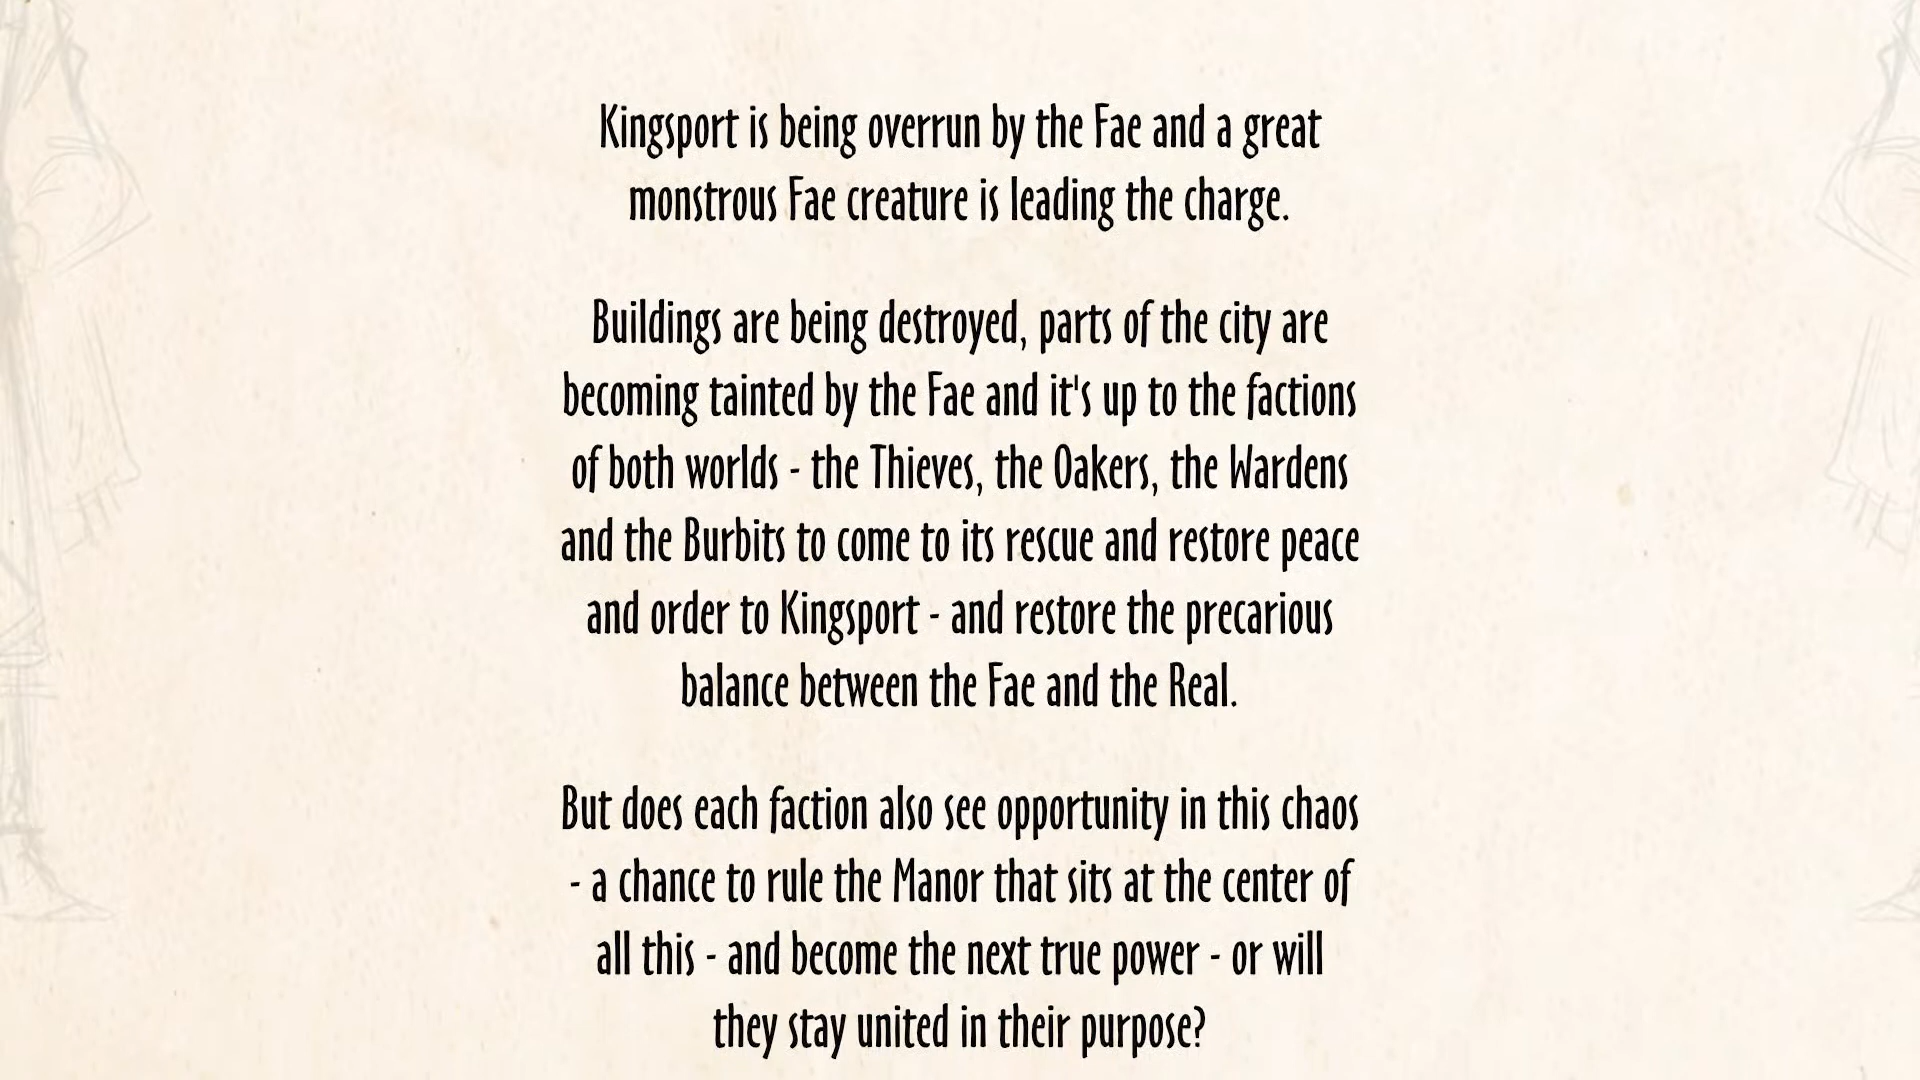 Kingsport is being overrun by the Fae and a great
monstrous Fae creature is leading the charge.
Buildings are being destroyed, parts of the city are
becoming tainted by the Fae and it's up to the factions
of both worlds - the Thieves, the Oakers, the Wardens
and the Burbits to come to its rescue and restore peace
and order to Kingsport - and restore the precarious
balance between the Fae and the Real.
But does each faction also see opportunity in this chaos
- a chance to rule the Manor that sits at the center of
all this - and become the next true power - or will
they stay united in their purpose?